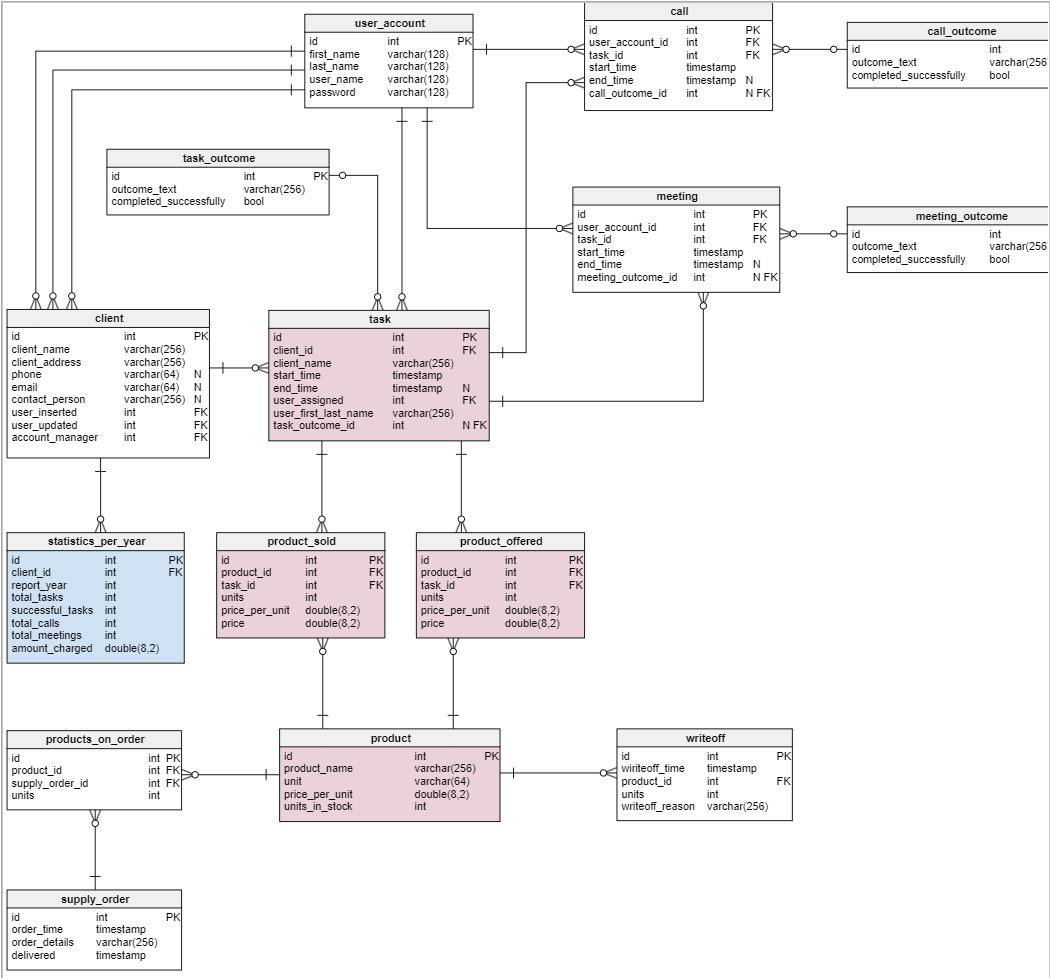 user_account
id int PK
first_name varchar(128)
last_name varchar(128)
user_name varchar(128)
password varchar(128)
call
id int PK
user_account_id int FK
task_id int FK
start_time timestamp
end_time timestamp N
call_outcome_id int N FK
call_outcome
id int
outcome_text varchar(256
completed_successfully bool
task_outcome
id int PK
outcome_text varchar(256)
completed_successfully bool
meeting
id int PK
user_account_id int FK
task_id int FK
start_time timestamp
end_time timestamp N
meeting_outcome_id int N FK
meeting_outcome
id int
outcome_text varchar(256
completed_successfully bool
client
id int PK
client_name varchar(256)
client_address varchar(256)
phone varchar(64) N
email varchar(64) N
contact_person varchar(256) N
user_inserted int FK
user_updated int FK
account_manager int FK
task
id int PK
client_id int FK
client_name varchar(256)
start_time timestamp
end_time timestamp N
user_assigned int FK
user_first_last_name varchar(256)
task_outcome_id int N FK
statistics_per_year
id int PK
client_id int FK
report_year int
total_tasks int
successful_tasks int
total_calls int
total_meetings int
amount_charged double(8,2)
product_sold
id int PK
product_id int FK
task_id int FK
units int
price_per_unit double(8,2)
price double(8,2)
product_offered
id int PK
product_id int FK
task_id int FK
units int
price_per_unit double(8,2)
price double(8,2)
products_on_order
id int PK
product_id int FK
supply_order_id int FK
units int
product
id int PK
product_name varchar(256)
unit varchar(64)
price_per_unit double(8,2)
units_in_stock int
writeoff
id int PK
wiriteoff_time timestamp
product_id int FK
units int
writeoff_reason varchar(256)
supply_order
id int PK
order_time timestamp
order_details varchar(256)
delivered timestamp